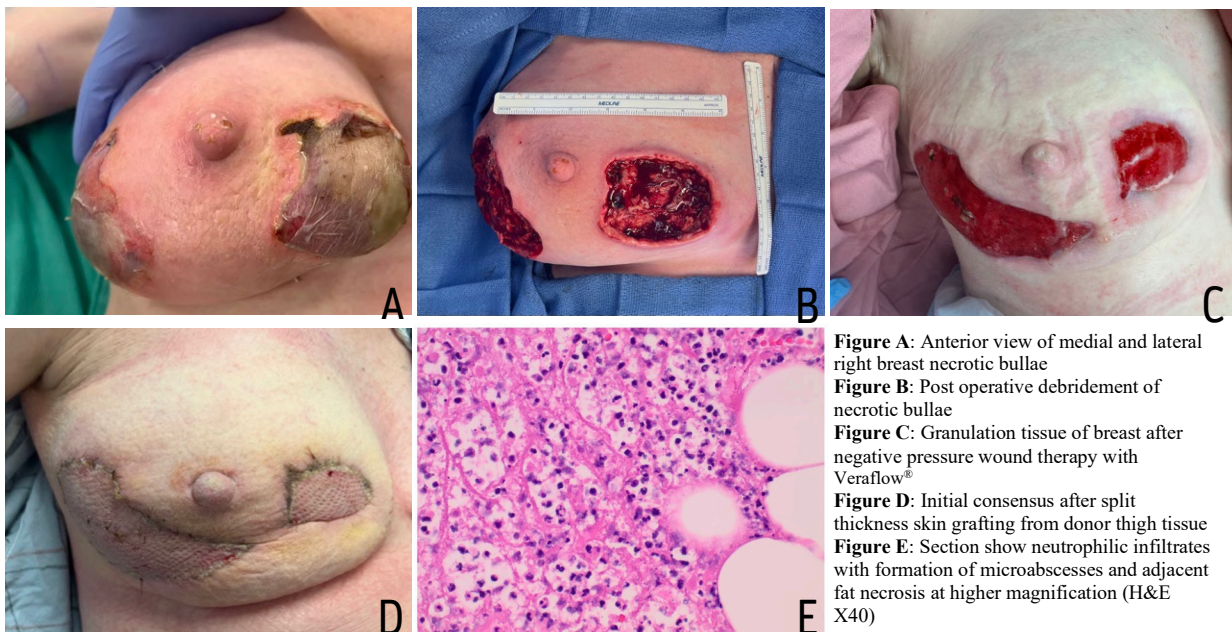 A
B
MEDLINE
MEDLINE
C
D
E
Figure A: Anterior view of medial and lateral
right breast necrotic bullae
Figure B: Post operative debridement of
necrotic bullae
Figure C: Granulation tissue of breast after
negative pressure wound therapy with
Veraflow®
Figure D: Initial consensus after split
thickness skin grafting from donor thigh tissue
Figure E: Section show neutrophilic infiltrates
with formation of microabscesses and adjacent
fat necrosis at higher magnification (H&E
X40)